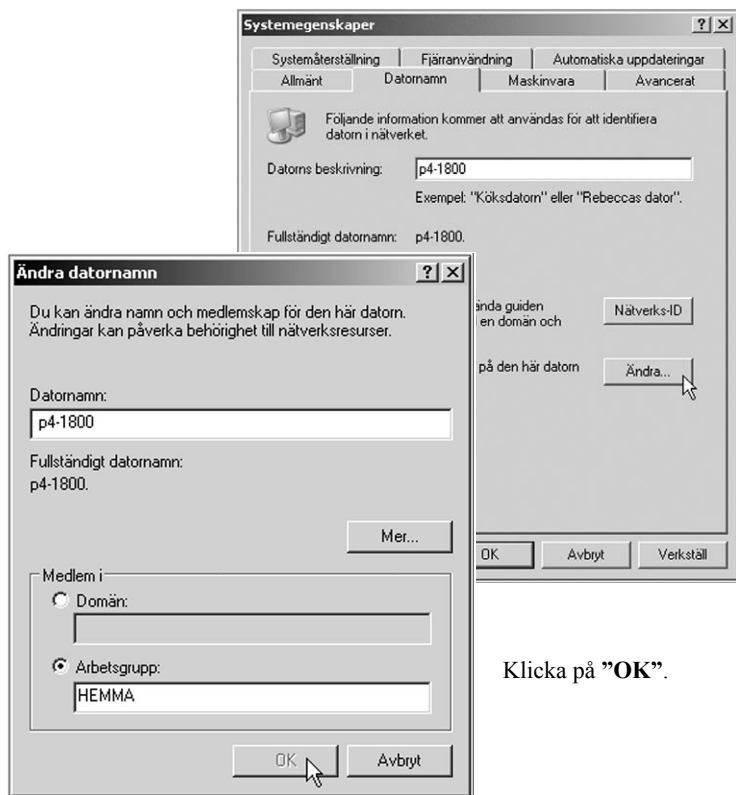 Systemegenskaper
Systemåterställning Fjärranvändning Automatiska uppdateringar
Allmänt Datornamn Maskinvara Avancerat
Följande information kommer att användas för att identifiera
datorn i nätverket.
Datorns beskrivning: p4-1800
Exempel: "Köksdatorn" eller "Rebeccas dator".
Fullständigt datornamn: p4-1800.
ända guiden
en domän och
Nätverks-ID
på den här datorn
Ändra...
OK Avbryt Verkställ
Ändra datornamn
Du kan ändra namn och medlemskap för den här datorn.
Ändringar kan påverka behörighet till nätverksresurser.
Datornamn:
p4-1800
Fullständigt datornamn:
p4-1800.
Mer...
Medlem i
Domän:
Arbetsgrupp:
HEMMA
OK Avbryt
Klicka på ”OK”.